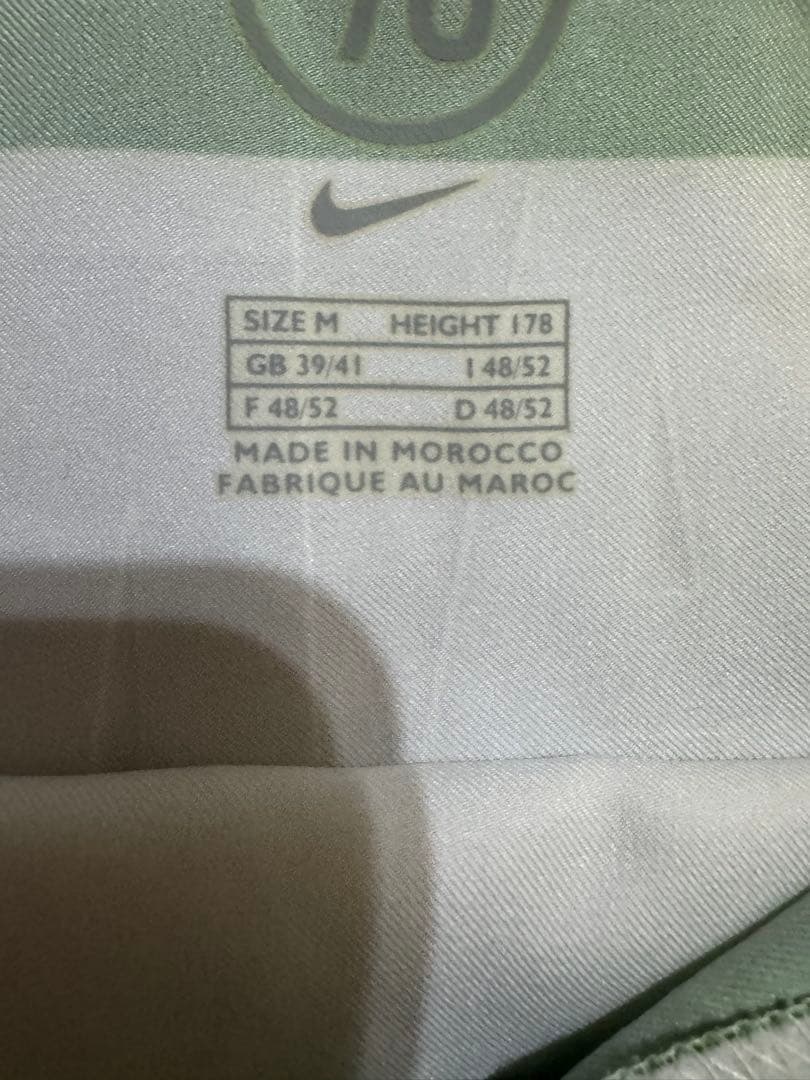 SIZE M HEIGHT 178
GB 39/41 I 48/52
F 48/52 D 48/52
MADE IN MOROCCO
FABRIQUE AU MAROC